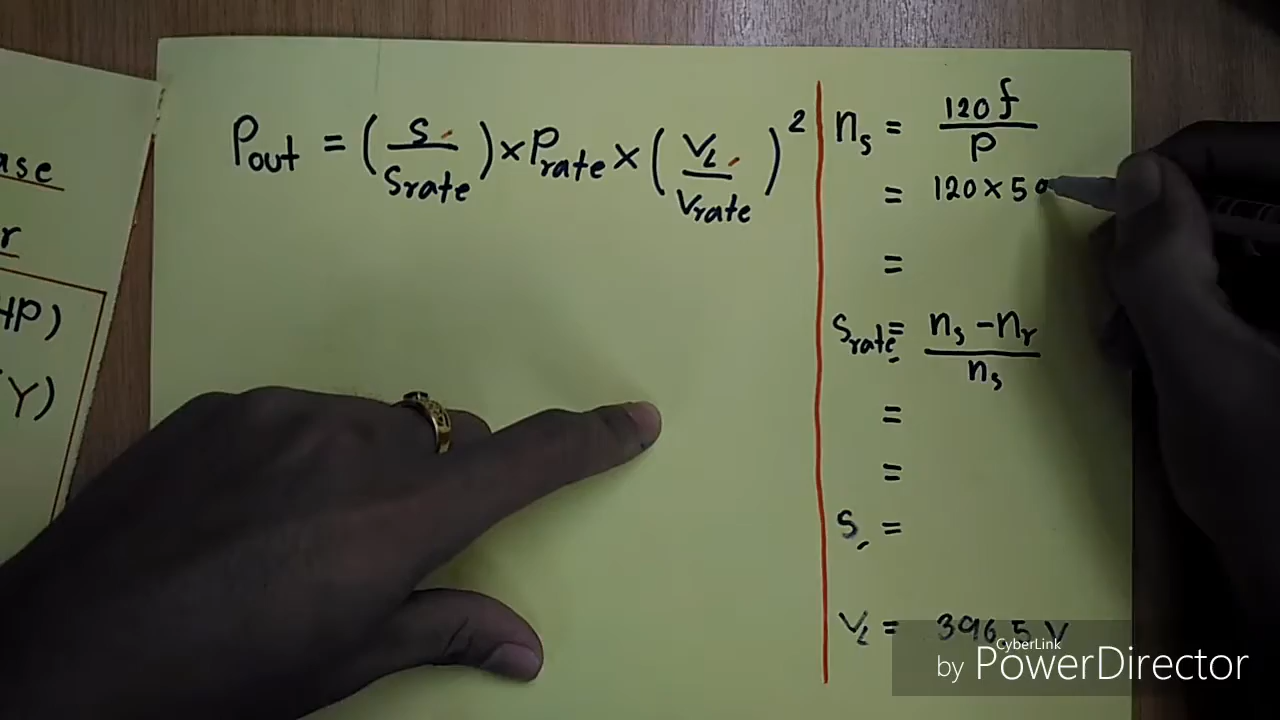 ase
r
HP)
Y)
Pout = (S/Srate) × Prate × (VL/Vrate)²
ns = 120f/P
= 120 × 50
=
Srate = ns - nr/ns
=
=
S =
VL = 396.5 V
CyberLink
by PowerDirector